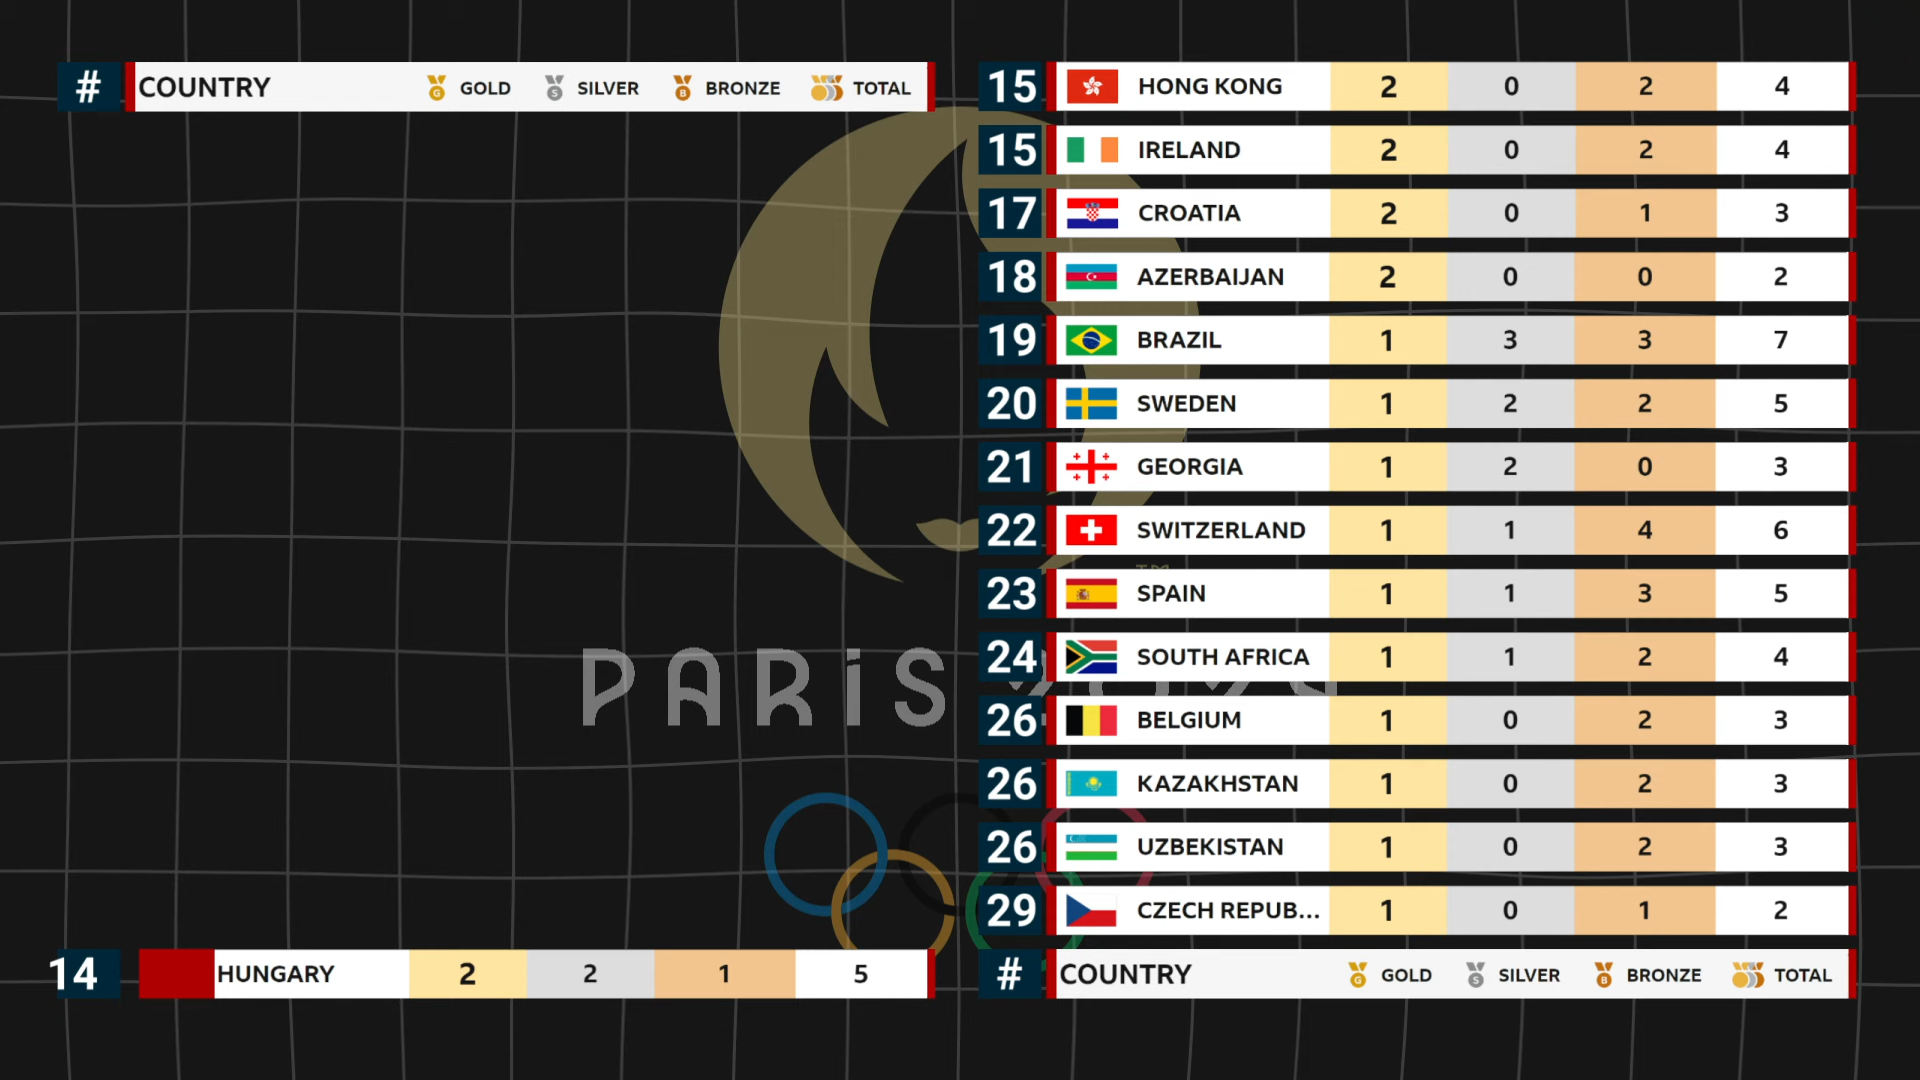 # COUNTRY GOLD SILVER BRONZE TOTAL
14 HUNGARY 2 2 1 5
15 HONG KONG 2 0 2 4
15 IRELAND 2 0 2 4
17 CROATIA 2 0 1 3
18 AZERBAIJAN 2 0 0 2
19 BRAZIL 1 3 3 7
20 SWEDEN 1 2 2 5
21 GEORGIA 1 2 0 3
22 SWITZERLAND 1 1 4 6
23 SPAIN 1 1 3 5
24 SOUTH AFRICA 1 1 2 4
26 BELGIUM 1 0 2 3
26 KAZAKHSTAN 1 0 2 3
26 UZBEKISTAN 1 0 2 3
29 CZECH REPUB... 1 0 1 2
# COUNTRY GOLD SILVER BRONZE TOTAL
PARiS